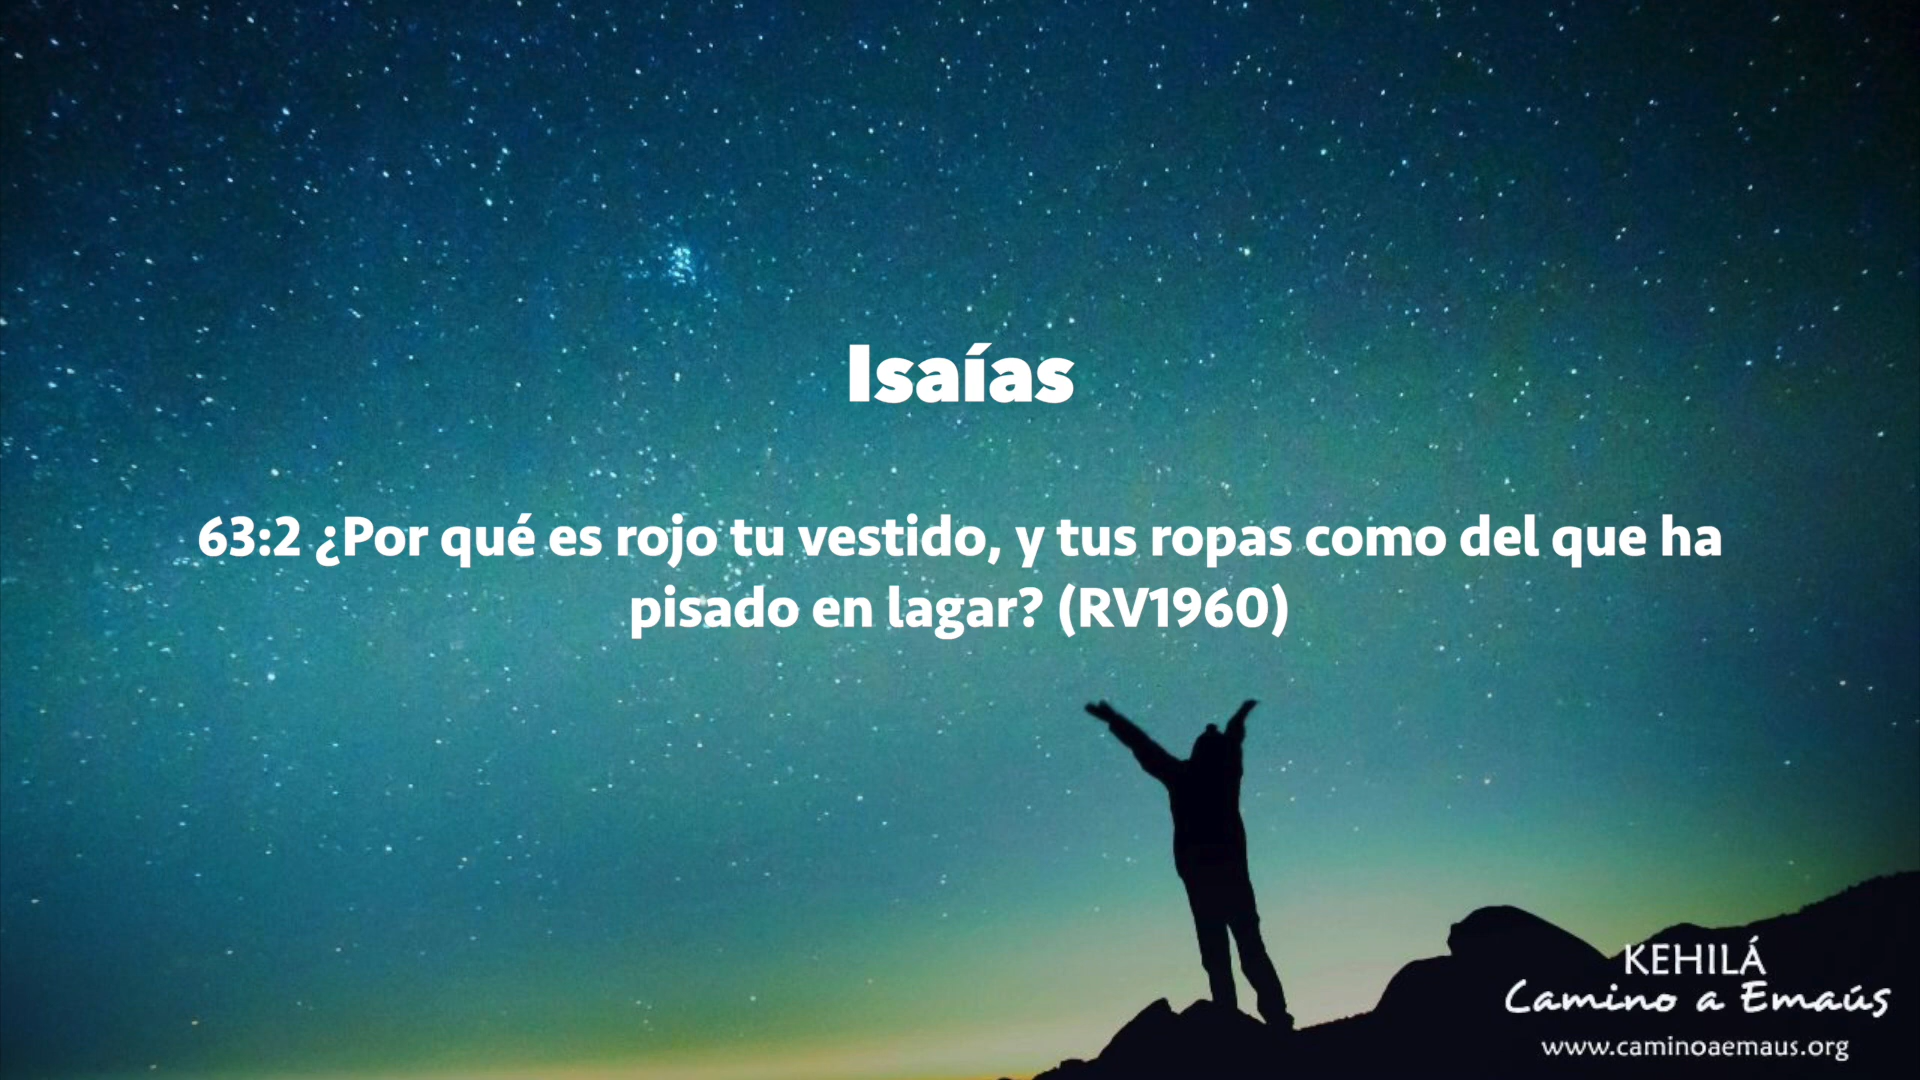 Isaías
63:2 ¿Por qué es rojo tu vestido, y tus ropas como del que ha
pisado en lagar? (RV1960)
KEHILÁ
Camino a Emaús
www.caminoaemaus.org